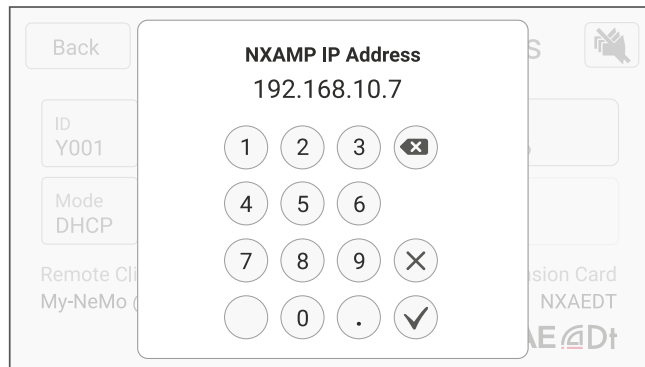 Back
NXAMP IP Address
S
192.168.10.7
ID
Y001
1 2 3
4 5 6
Mode
DHCP
7 8 9
Remote Cli
sion Card
My-NeMo
NXAEDT
0 .